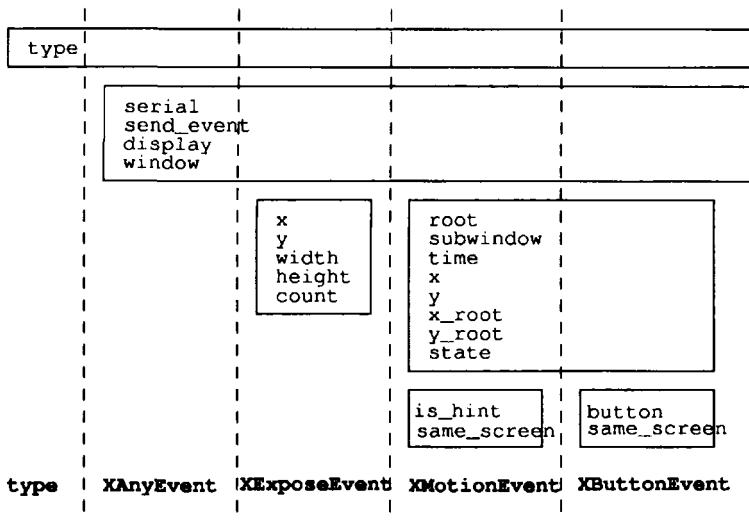 type
serial
send_event
display
window
x
y
width
height
count
root
subwindow
time
x
y
x_root
y_root
state
is_hint
same_screen
button
same_screen
type XAnyEvent XExposeEvent XMotionEvent XButtonEvent